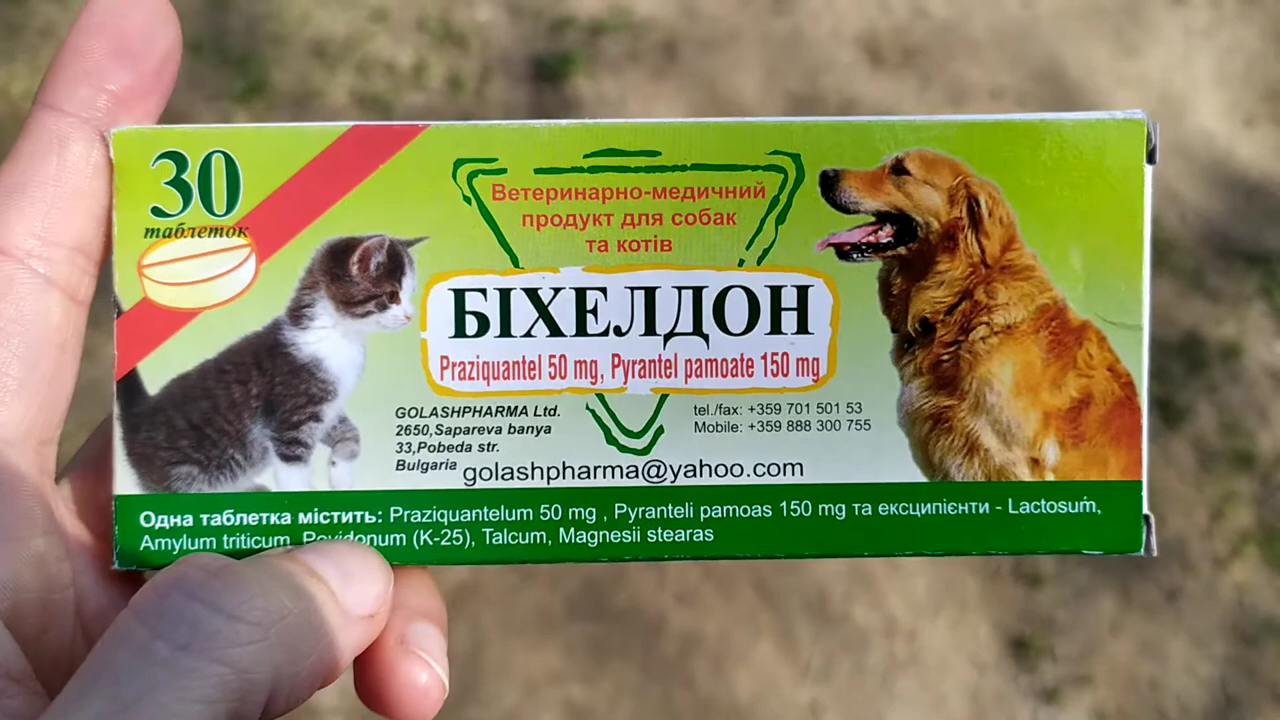 30
таблеток
Ветеринарно-медичний
продукт для собак
та котів
БІХЕЛДОН
Praziquantel 50 mg, Pyrantel pamoate 150 mg
GOLASHPHARMA Ltd.
2650,Sapareva banya
33,Pobeda str.
Bulgaria
tel./fax: +359 701 501 53
Mobile: +359 888 300 755
golashpharma@yahoo.com
Одна таблетка містить: Praziquantelum 50 mg , Pyranteli pamoas 150 mg та ексципієнти - Lactosum,
Amylum triticum, Povidonum (K-25), Talcum, Magnesii stearas